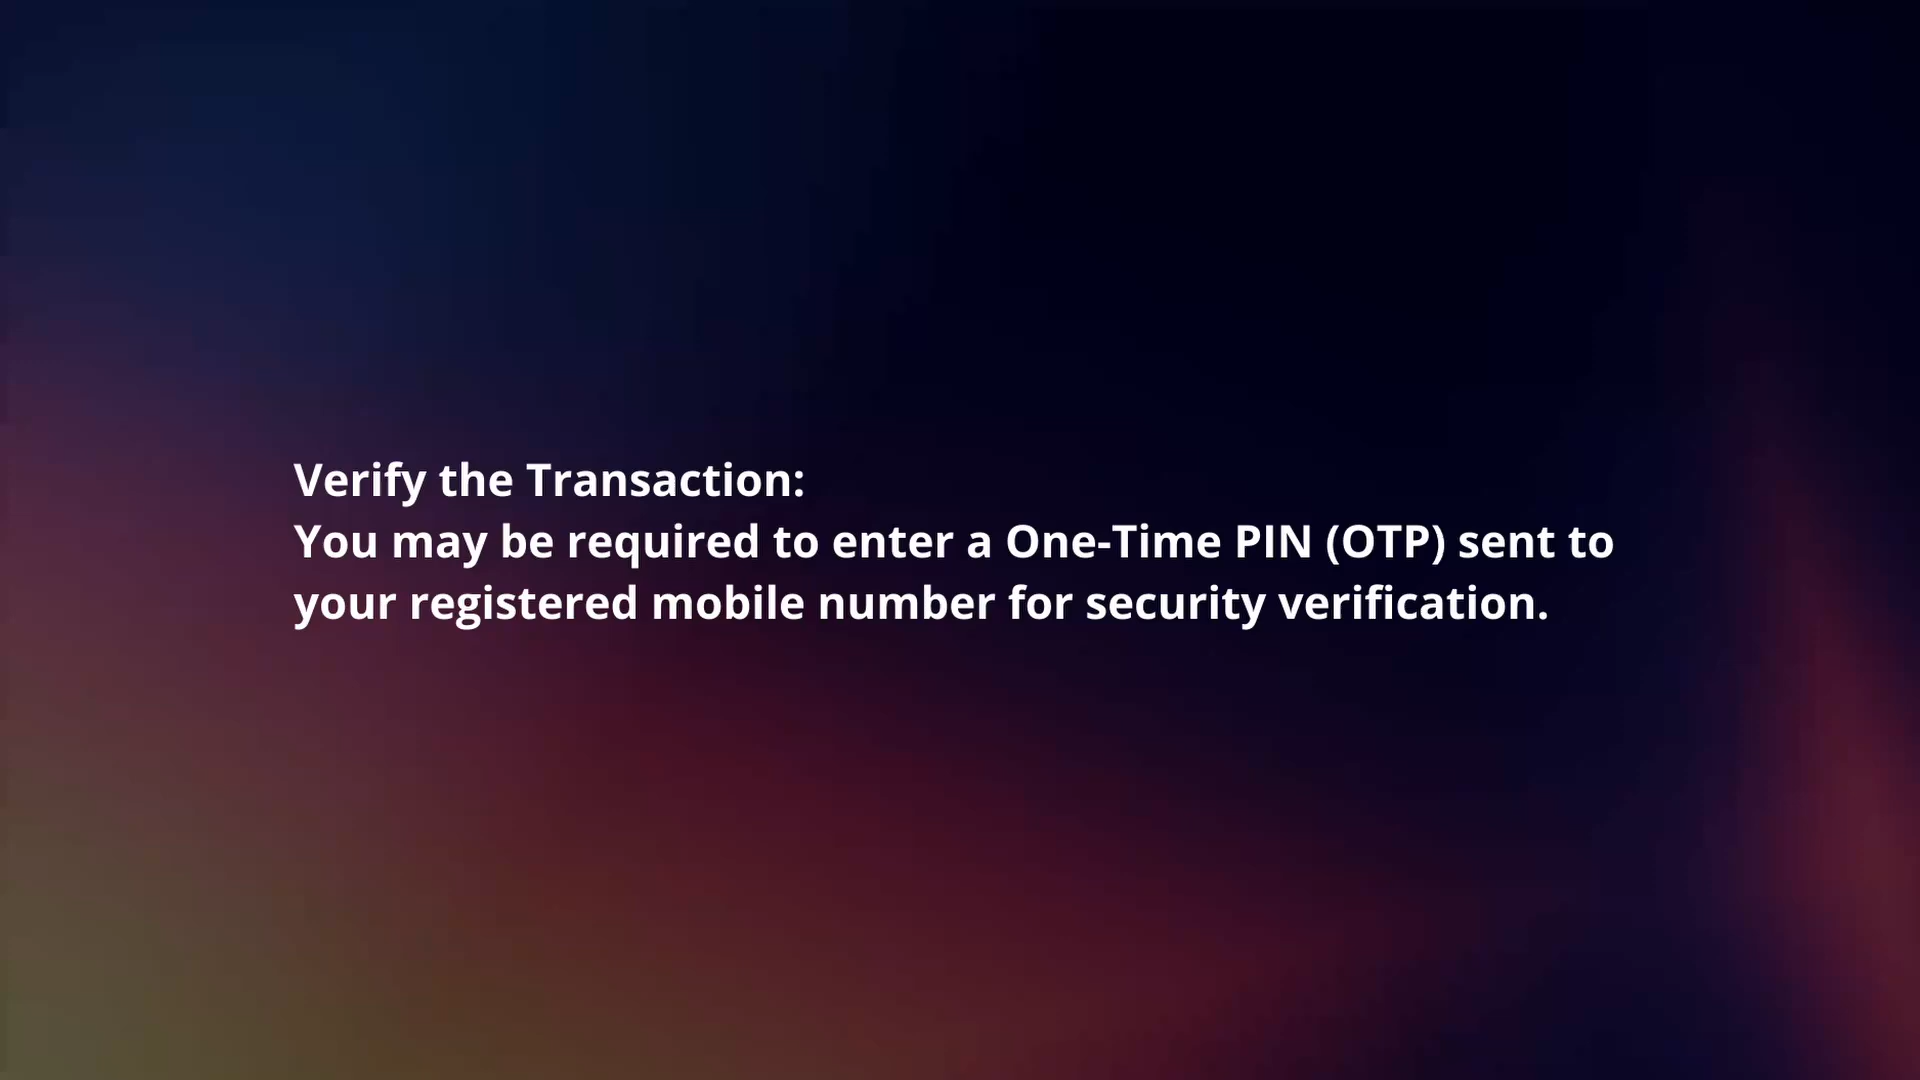 Verify the Transaction:
You may be required to enter a One-Time PIN (OTP) sent to
your registered mobile number for security verification.